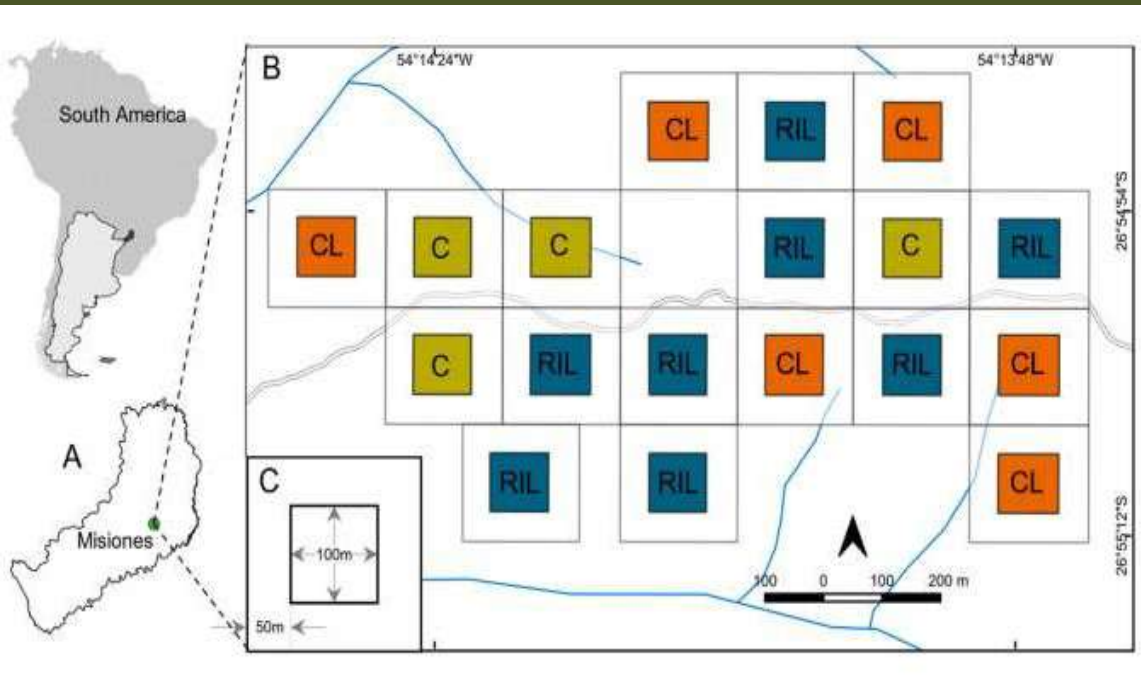 South America
A
Misiones
B
54°14'24"W
54°13'48"W
CL
RIL
CL
26°54'54"S
CL
C
C
RIL
C
RIL
C
RIL
RIL
CL
RIL
CL
RIL
RIL
CL
26°55'12"S
C
100m
50m
100
0
100
200 m